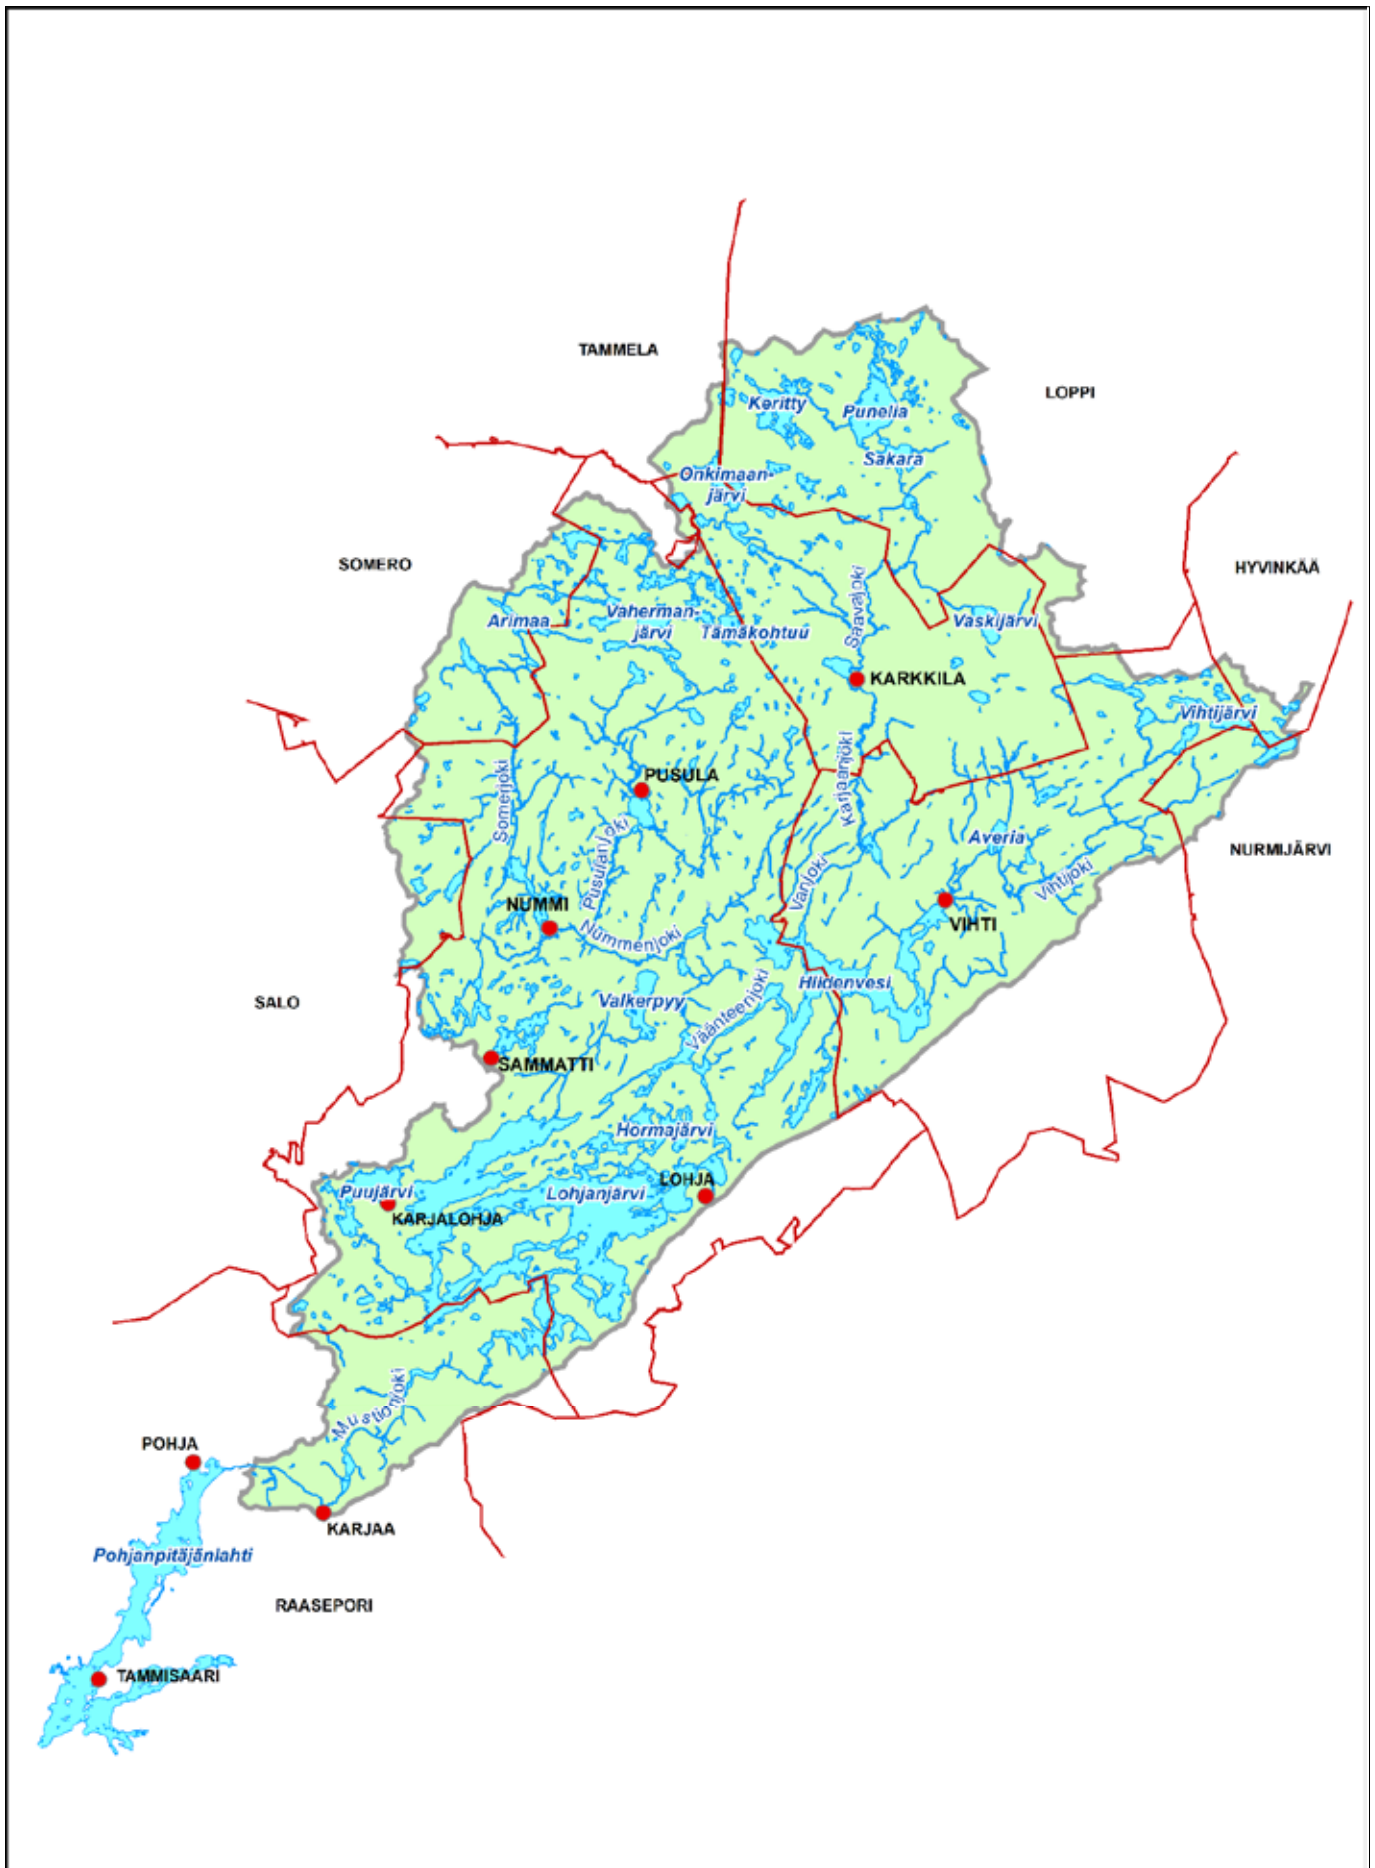 TAMMELA
LOPPI
Keritty
Punelia
Sakara
Onkimaan-
järvi
SOMERO
HYVINKÄÄ
Saavajoki
Arimaa
Vaherman-
järvi
Tämäkohtuu
Vaskijärvi
KARKKILA
Vihtijärvi
Karjaanjoki
PUSULA
Somerjoki
Pusulanjoki
Averia
NURMIJÄRVI
Vanjoki
Vihtijoki
NUMMI
VIHTI
Nummenjoki
Hiidenvesi
SALO
Valkerpyy
Väänteenjoki
SAMMATTI
Hormajärvi
LOHJA
Puujärvi
Lohjanjärvi
KARJALOHJA
Mustionjoki
POHJA
KARJAA
Pohjanpitäjänlahti
RAASEPORI
TAMMISAARI